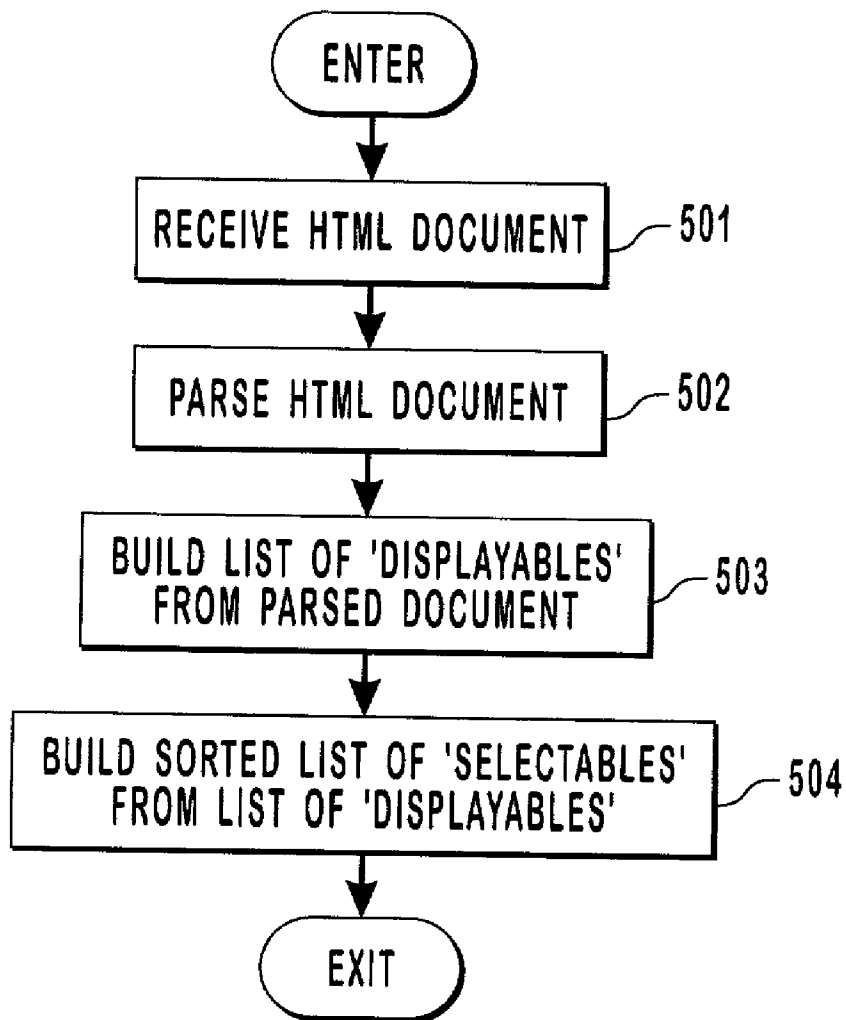 ENTER
RECEIVE HTML DOCUMENT
501
PARSE HTML DOCUMENT
502
BUILD LIST OF 'DISPLAYABLES'
FROM PARSED DOCUMENT
503
BUILD SORTED LIST OF 'SELECTABLES'
FROM LIST OF 'DISPLAYABLES'
504
EXIT